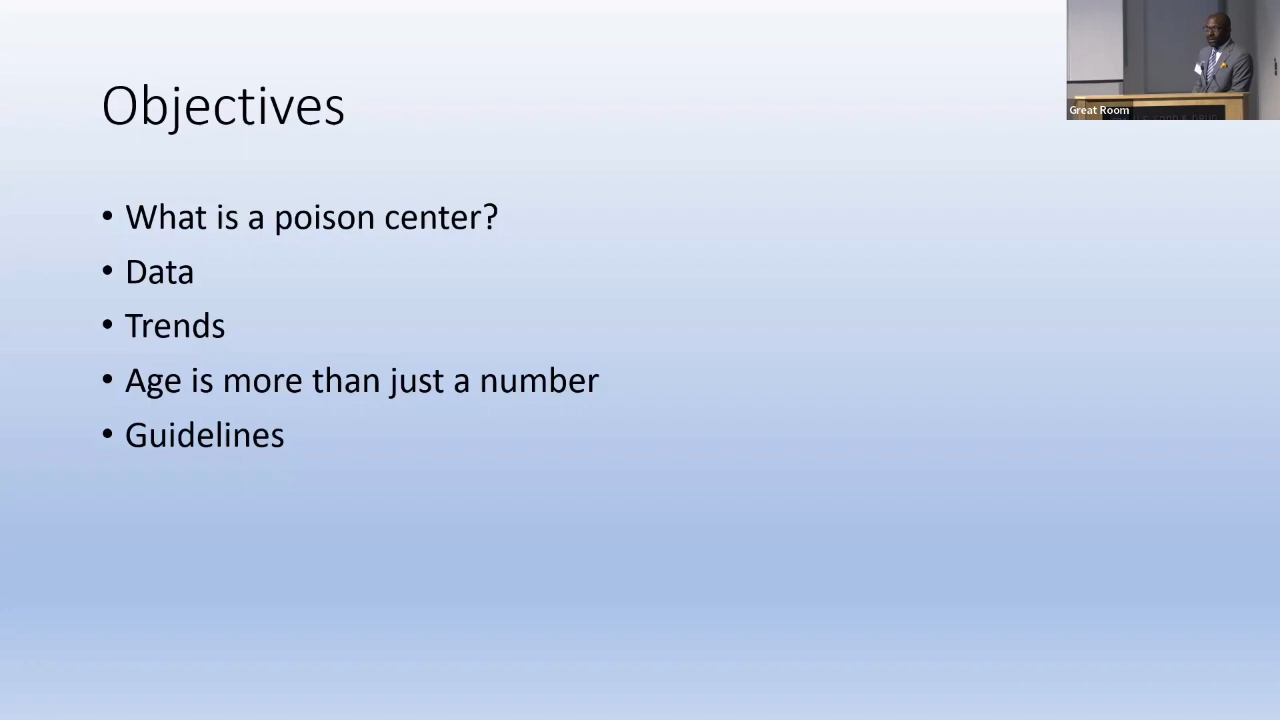 Objectives
• What is a poison center?
• Data
• Trends
• Age is more than just a number
• Guidelines
Great Room